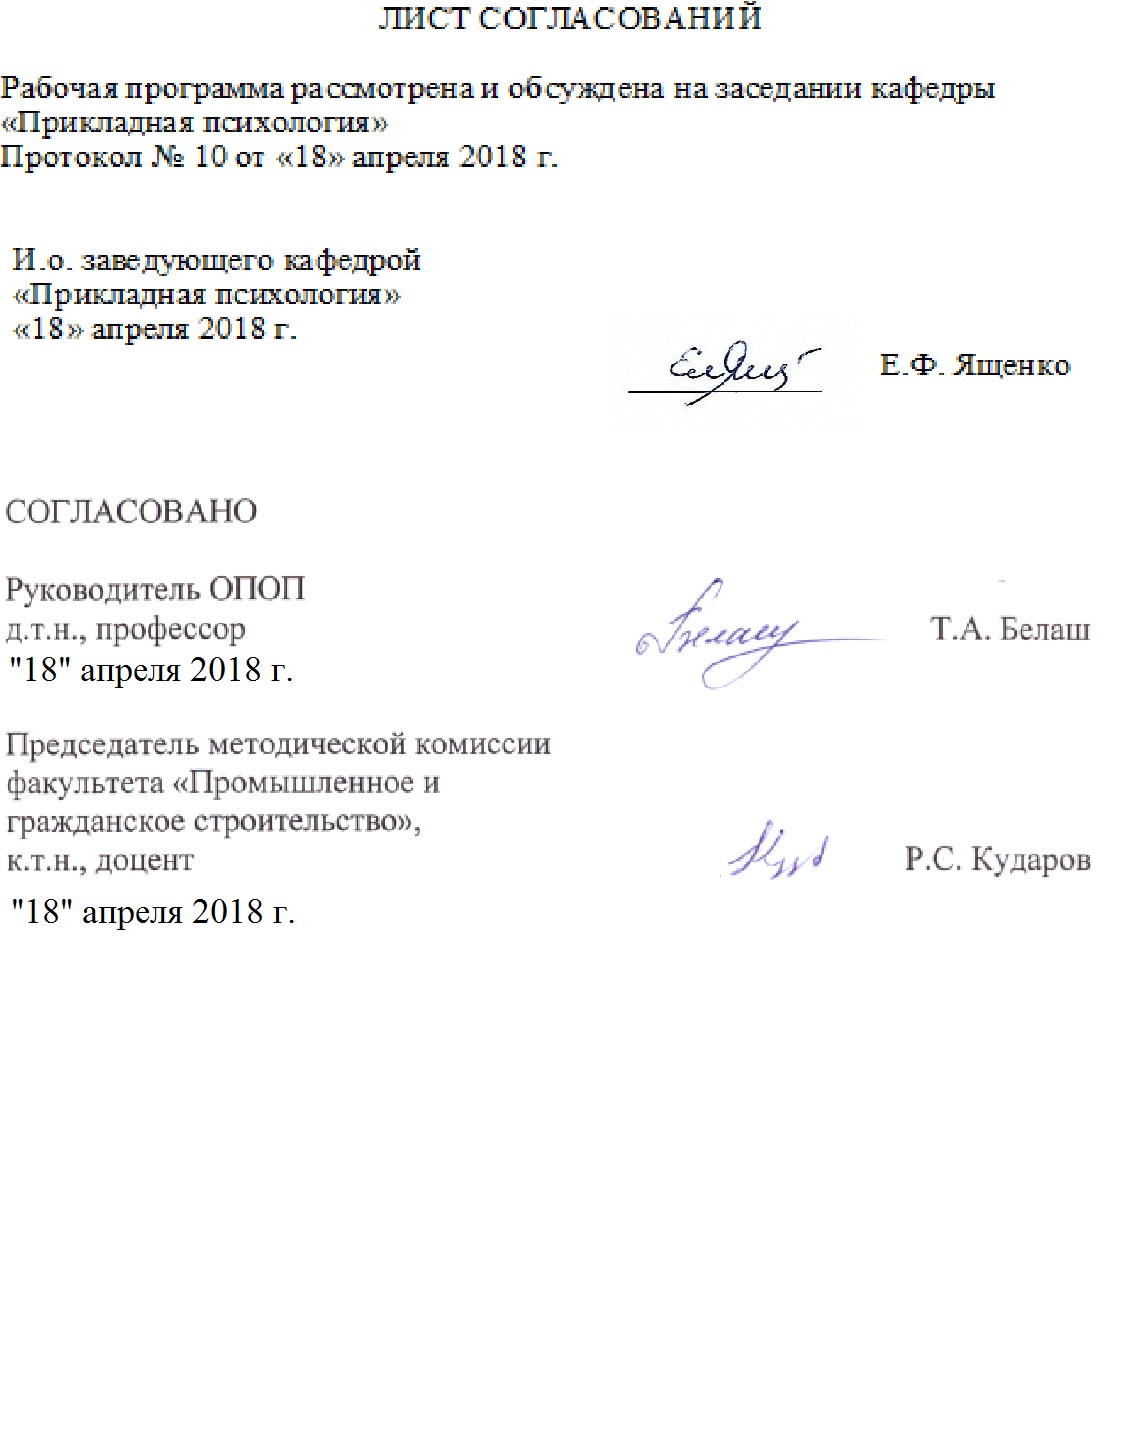 ЛИСТ СОГЛАСОВАНИЙ
Рабочая программа рассмотрена и обсуждена на заседании кафедры
«Прикладная психология»
Протокол № 10 от «18» апреля 2018 г.
И.о. заведующего кафедрой
«Прикладная психология»
«18» апреля 2018 г.
Е.Ф. Ященко
СОГЛАСОВАНО
Руководитель ОПОП
д.т.н., профессор
Т.А. Белаш
"18" апреля 2018 г.
Председатель методической комиссии
факультета «Промышленное и
гражданское строительство»,
к.т.н., доцент
Р.С. Кударов
"18" апреля 2018 г.